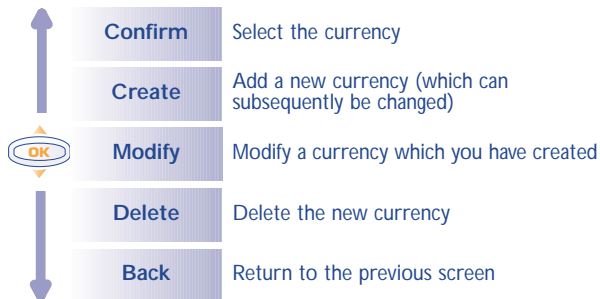 Confirm
Select the currency
Create
Add a new currency (which can
subsequently be changed)
OK
Modify
Modify a currency which you have created
Delete
Delete the new currency
Back
Return to the previous screen